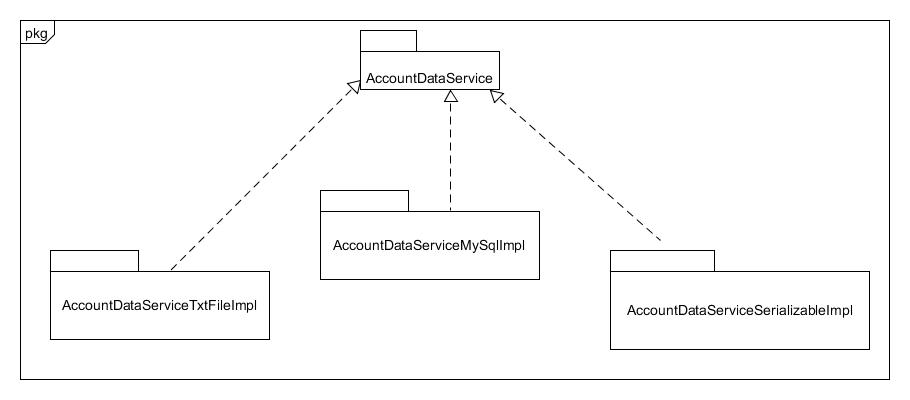 pkg
AccountDataService
AccountDataServiceMySqlImpl
AccountDataServiceTxtFileImpl
AccountDataServiceSerializableImpl